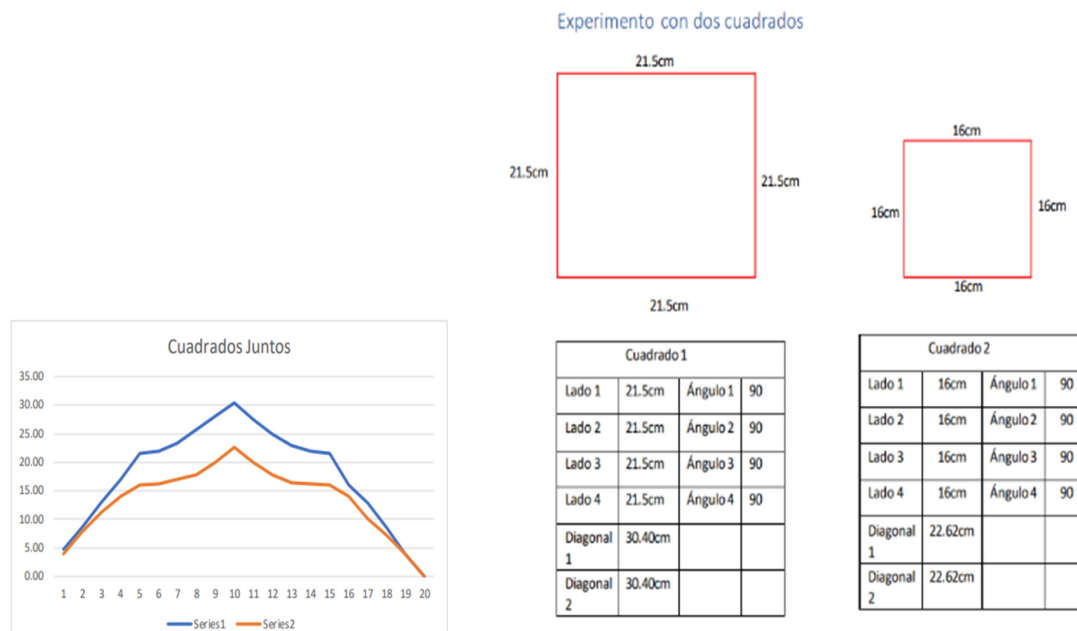 Experimento con dos cuadrados
21.5cm
21.5cm
21.5cm
21.5cm
16cm
16cm
16cm
16cm
Cuadrados Juntos
35.00
30.00
25.00
20.00
15.00
10.00
5.00
0.00
1 2 3 4 5 6 7 8 9 10 11 12 13 14 15 16 17 18 19 20
Series1 Series2
Cuadrado 1
Lado 1 21.5cm Ángulo 1 90
Lado 2 21.5cm Ángulo 2 90
Lado 3 21.5cm Ángulo 3 90
Lado 4 21.5cm Ángulo 4 90
Diagonal 30.40cm
1
Diagonal 30.40cm
2
Cuadrado 2
Lado 1 16cm Ángulo 1 90
Lado 2 16cm Ángulo 2 90
Lado 3 16cm Ángulo 3 90
Lado 4 16cm Ángulo 4 90
Diagonal 22.62cm
1
Diagonal 22.62cm
2